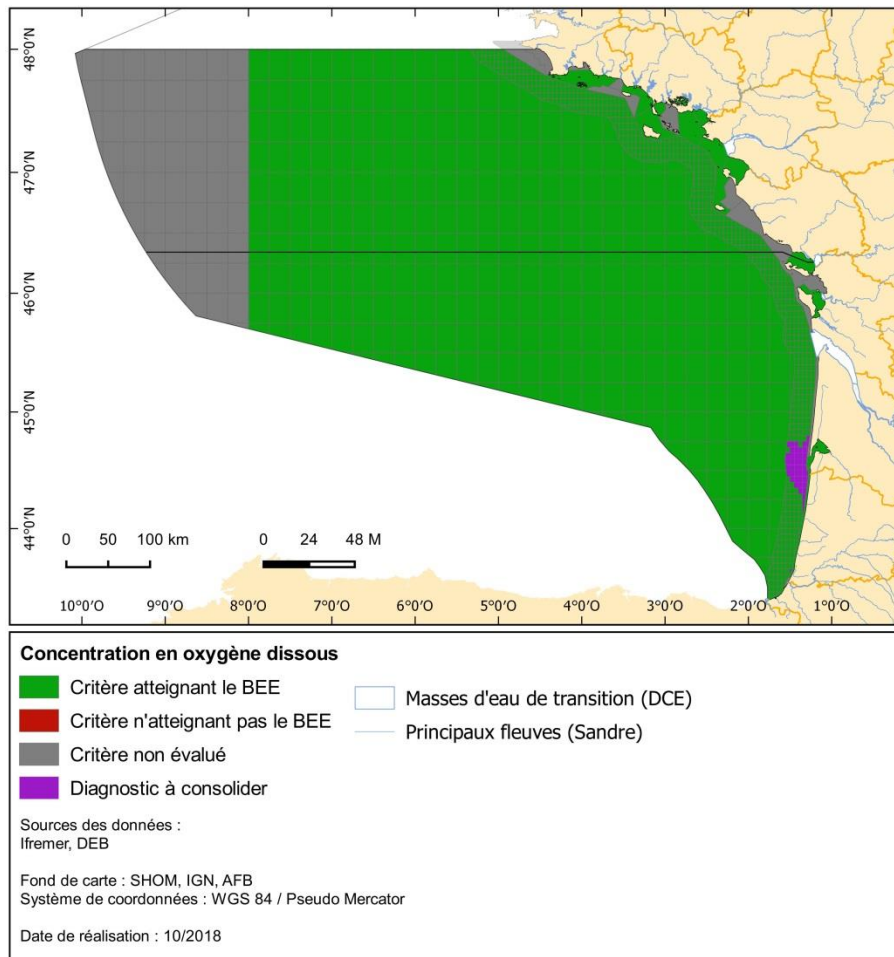 48°0'N
47°0'N
46°0'N
45°0'N
44°0'N
0 50 100 km
0 24 48 M
10°0'O 9°0'O 8°0'O 7°0'O 6°0'O 5°0'O 4°0'O 3°0'O 2°0'O 1°0'O
Concentration en oxygène dissous
Critère atteignant le BEE
Critère n'atteignant pas le BEE
Critère non évalué
Diagnostic à consolider
Masses d'eau de transition (DCE)
Principaux fleuves (Sandre)
Sources des données :
Ifremer, DEB
Fond de carte : SHOM, IGN, AFB
Système de coordonnées : WGS 84 / Pseudo Mercator
Date de réalisation : 10/2018